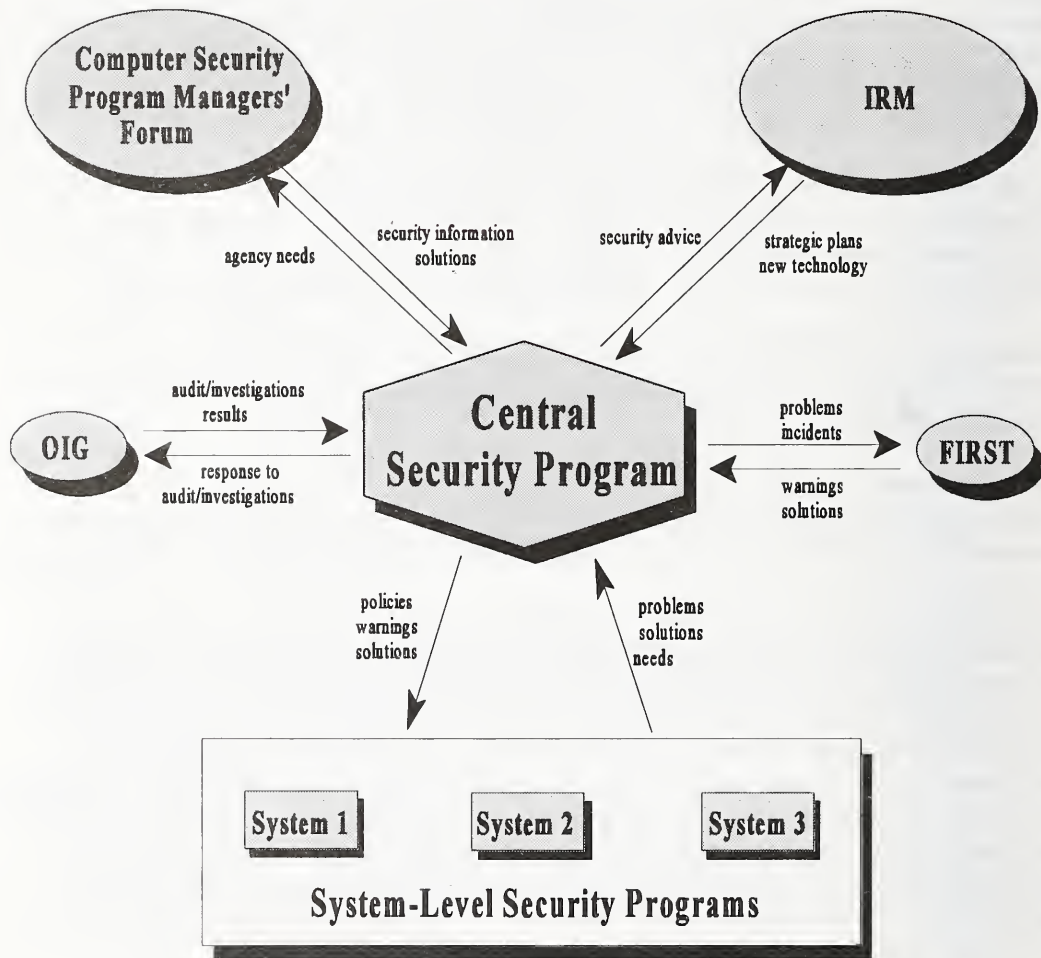 Computer Security
Program Managers'
Forum
IRM
agency needs
security information
solutions
security advice
strategic plans
new technology
Central
Security Program
OIG
audit/investigations
results
response to
audit/investigations
problems
incidents
FIRST
warnings
solutions
policies
warnings
solutions
problems
solutions
needs
System 1
System 2
System 3
System-Level Security Programs